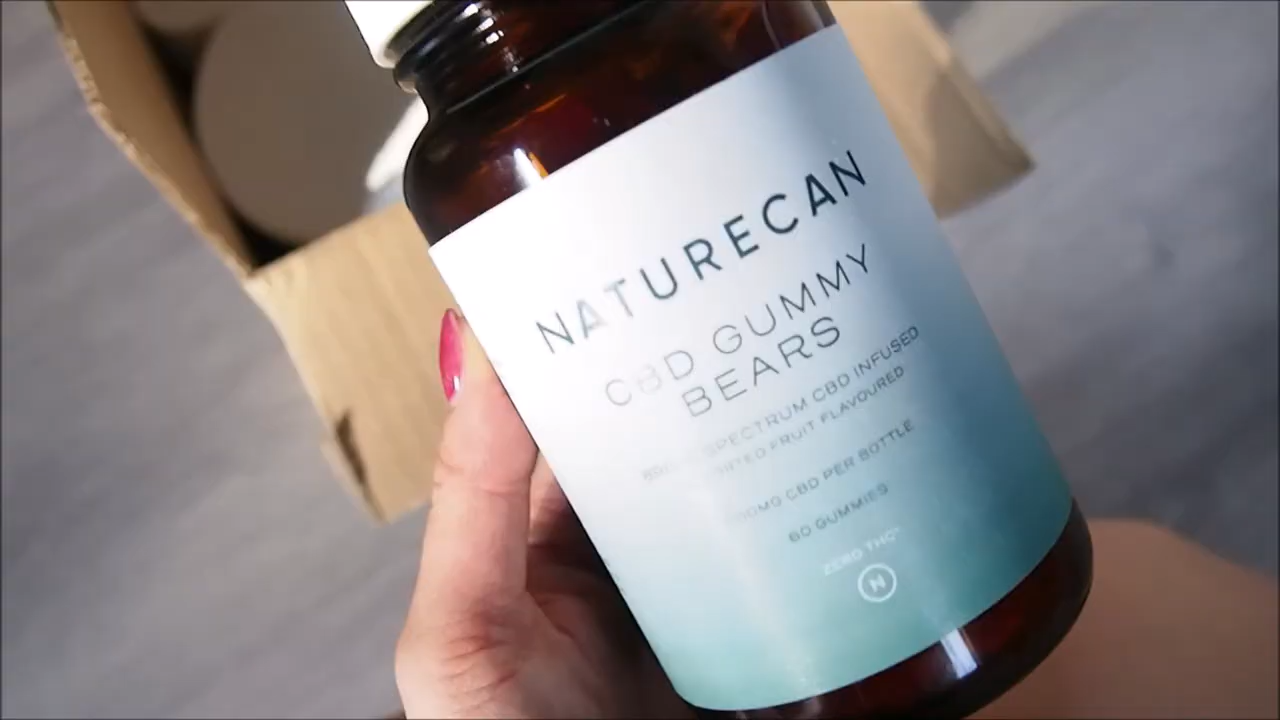 NATURECAN
CBD GUMMY
BEARS
SPECTRUM CBD INFUSED
FRUIT FLAVOURED
CBD PER BOTTLE
60 GUMMIES
ZERO THC*
N